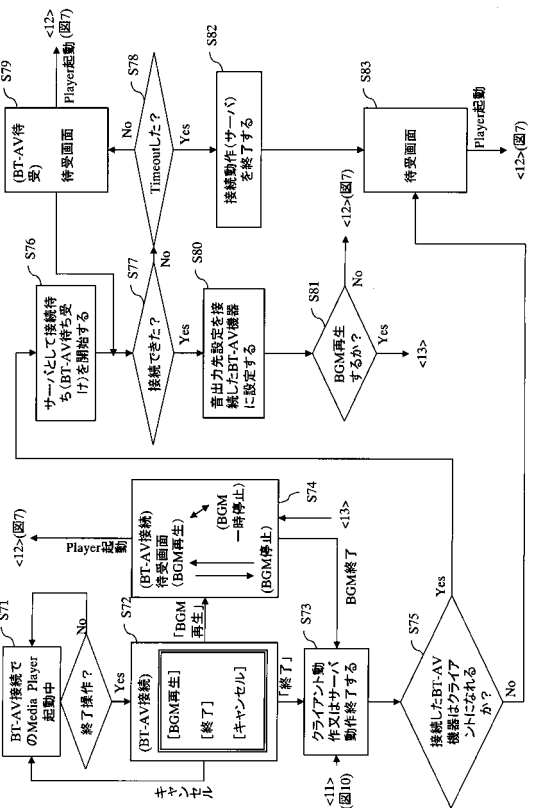 S71
BT-AV接続で
のMedia Player
起動中
終了操作？
No
Yes
キャンセル
S72
(BT-AV接続)
[BGM再生]
[終了]
[キャンセル]
「BGM
再生」
「終了」
<12>(図7)
Player起動
(BT-AV接続)
待受画面
(BGM再生)
(BGM
一時停止)
(BGM停止)
S74
<13>
BGM終了
<11>
(図10)
S73
クライアント動
作又はサーバ
動作終了する
S75
接続したBT-AV
機器はクライア
ントになれる
か？
Yes
No
S76
サーバとして接続待
ち(BT-AV待ち受
け)を開始する
S77
接続できた？
No
Yes
S78
Timeoutした？
No
Yes
S79
(BT-AV待
受)
待受画面
<12>
Player起動 (図7)
S80
音出力先設定を接
続したBT-AV機器
に設定する
S81
BGM再生
するか？
No
<12>(図7)
Yes
<13>
S82
接続動作(サーバ)
を終了する
S83
待受画面
Player起動
<12>(図7)